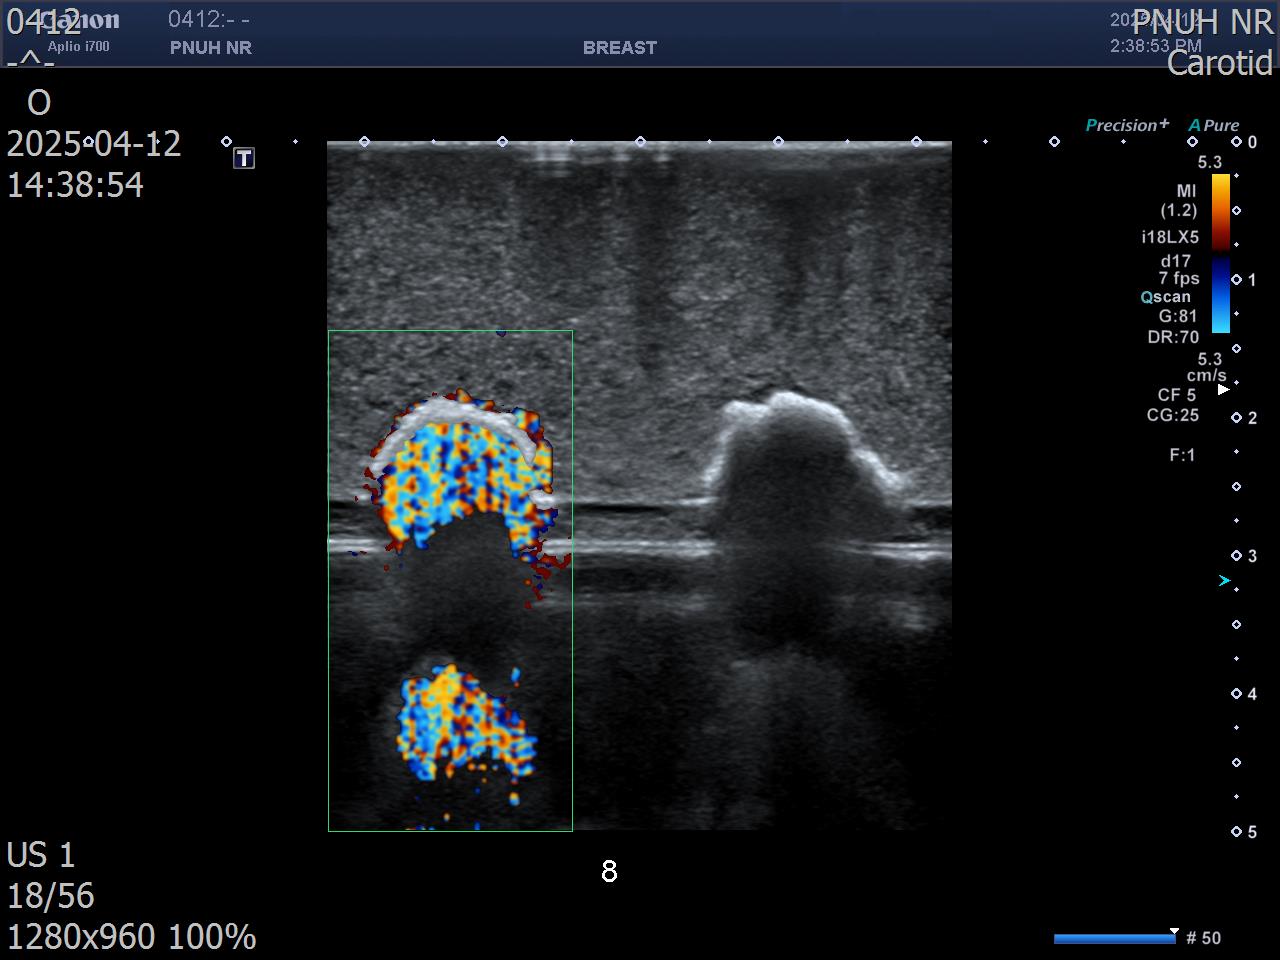 0412
Canon
0412:- -
PNUH NR
Aplio i700
PNUH NR
BREAST
2:38:53 PM
-^-
Carotid
O
2025-04-12
14:38:54
T
Precision+ A Pure
0
5.3
MI
(1.2)
i18LX5
d17
7 fps
1
Qscan
G:81
DR:70
5.3
cm/s
CF 5
CG:25
2
F:1
3
4
5
US 1
18/56
1280x960 100%
8
# 50